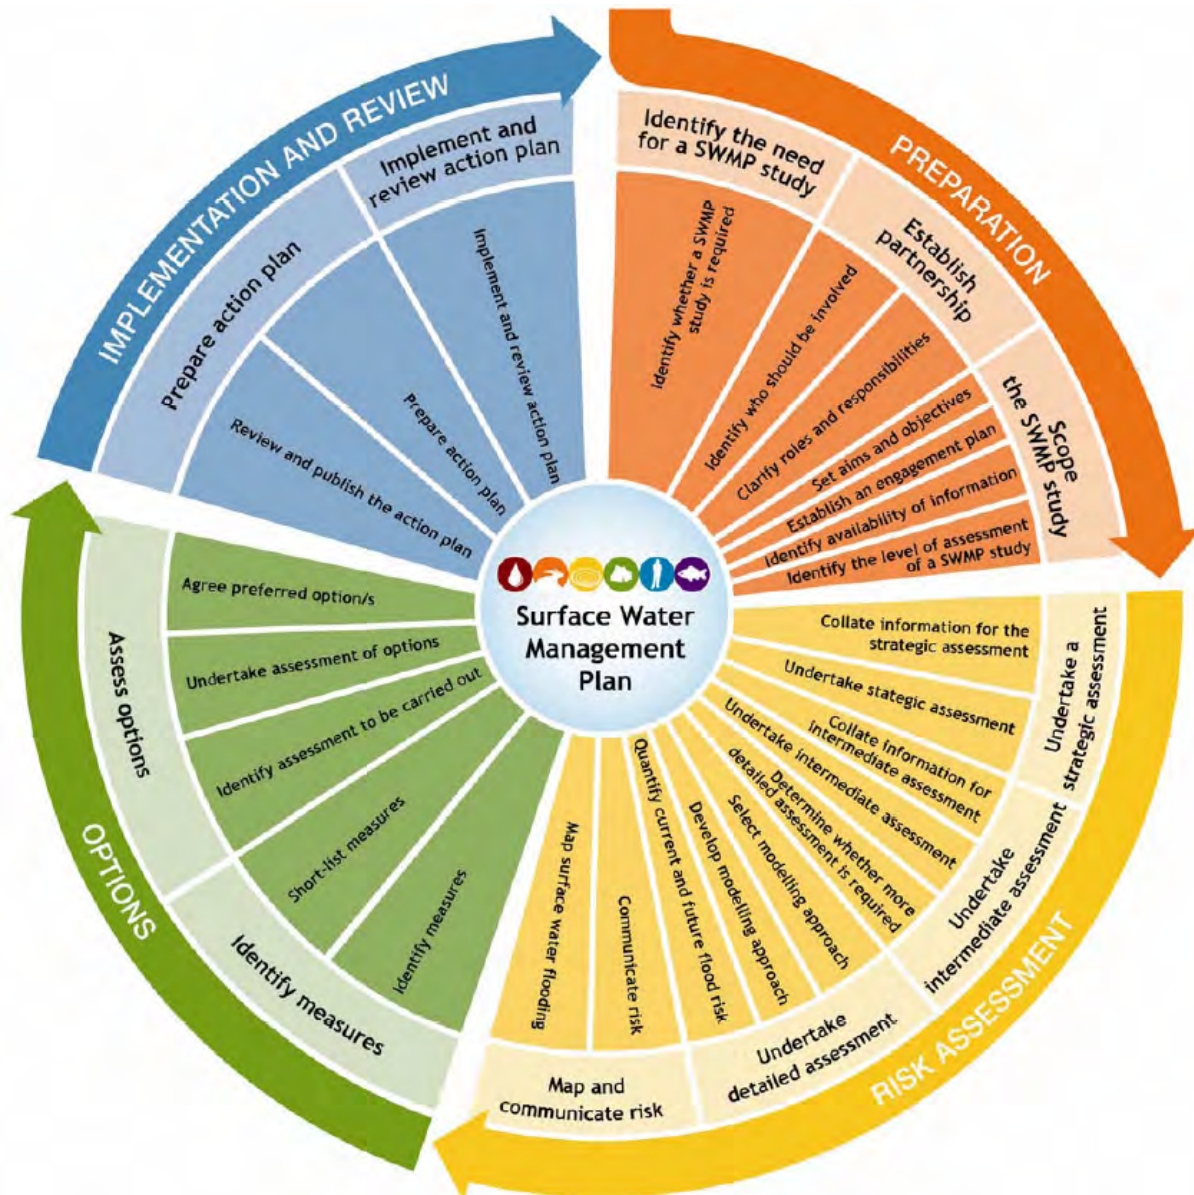 PREPARATION
Identify the need
for a SWMP study
Identify whether a SWMP
study is required
Establish
partnership
Identify who should be involved
Clarify roles and responsibilities
Scope
the SWMP study
Set aims and objectives
Establish an engagement plan
Identify availability of information
Identify the level of assessment
of a SWMP study
RISK ASSESSMENT
Undertake a
strategic assessment
Collate information for the
strategic assessment
Undertake stategic assessment
Undertake
intermediate assessment
Collate information for
intermediate assessment
Undertake intermediate assessment
Determine whether more
detailed assessment is required
Undertake
detailed assessment
Select modelling approach
Develop modelling approach
Quantify current and future flood risk
Map and
communicate risk
Communicate risk
Map surface water flooding
OPTIONS
Identify measures
Identify measures
Short-list measures
Assess options
Identify assessment to be carried out
Undertake assessment of options
Agree preferred option/s
IMPLEMENTATION AND REVIEW
Prepare action plan
Review and publish the action plan
Prepare action plan
Implement and
review action plan
Implement and review action plan
Surface Water
Management
Plan